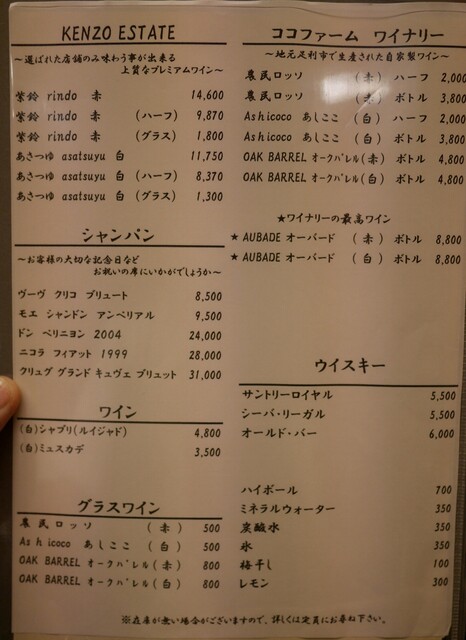 KENZO ESTATE
〜選ばれた店舗のみ味わう事が出来る
上質なプレミアムワイン〜
紫鈴 rindo 赤 14,600
紫鈴 rindo 赤 (ハーフ) 9,870
紫鈴 rindo 赤 (グラス) 1,800
あさつゆ asatsuyu 白 11,750
あさつゆ asatsuyu 白 (ハーフ) 8,370
あさつゆ asatsuyu 白 (グラス) 1,300
シャンパン
〜お客様の大切な記念日など
お祝いの席にいかがでしょうか〜
ヴーヴ クリコ ブリュート 8,500
モエ シャンドン アンペリアル 9,500
ドン ペリニヨン 2004 24,000
ニコラ フィアット 1999 28,000
クリュグ グランド キュヴェ ブリュット 31,000
ワイン
(白)シャブリ(ルイジャド) 4,800
(白)ミュスカデ 3,500
グラスワイン
農民ロッソ (赤) 500
Ashicoco あしここ (白) 500
OAK BARREL オークバレル(赤) 800
OAK BARREL オークバレル(白) 800
ココファーム ワイナリー
〜地元足利市で生産された自家製ワイン〜
農民ロッソ (赤) ハーフ 2,000
農民ロッソ (赤) ボトル 3,800
Ashicoco あしここ (白) ハーフ 2,000
Ashicoco あしここ (白) ボトル 3,800
OAK BARREL オークバレル(赤) ボトル 4,800
OAK BARREL オークバレル(白) ボトル 4,800
★ワイナリーの最高ワイン
★ AUBADE オーバード (赤) ボトル 8,800
★ AUBADE オーバード (白) ボトル 8,800
ウイスキー
サントリーロイヤル 5,500
シーバ・リーガル 5,500
オールド・パー 6,000
ハイボール 700
ミネラルウォーター 350
炭酸水 350
氷 350
梅干し 100
レモン 300
※在庫が無い場合がございますので、詳しくは定員にお尋ね下さい。